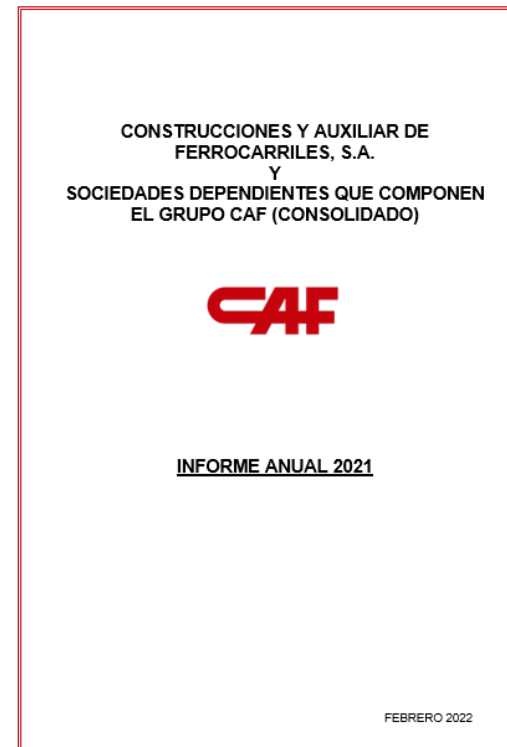 CONSTRUCCIONES Y AUXILIAR DE
FERROCARRILES, S.A.
Y
SOCIEDADES DEPENDIENTES QUE COMPONEN
EL GRUPO CAF (CONSOLIDADO)
CAF
INFORME ANUAL 2021
FEBRERO 2022